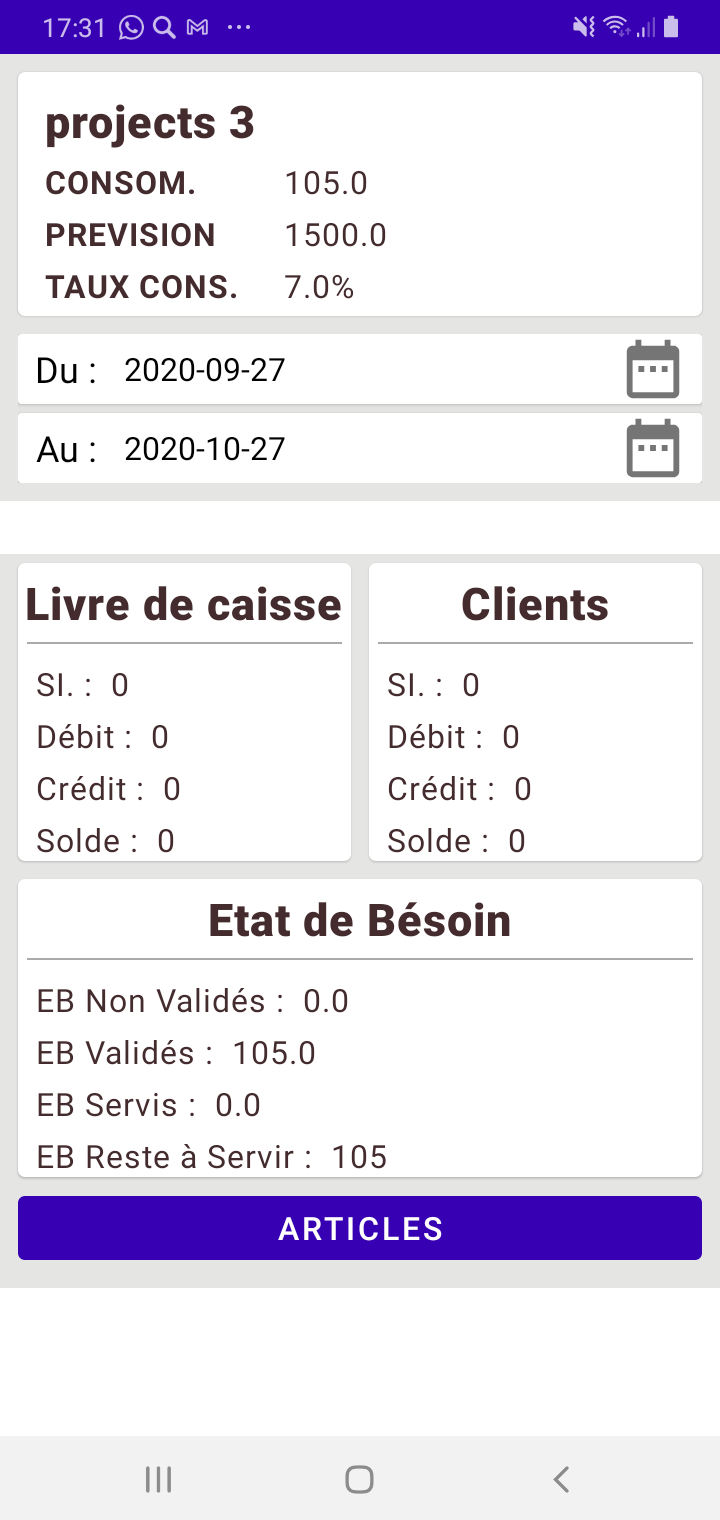 17:31
projects 3
CONSOM. 105.0
PREVISION 1500.0
TAUX CONS. 7.0%
Du : 2020-09-27
Au : 2020-10-27
Livre de caisse
SI. : 0
Débit : 0
Crédit : 0
Solde : 0
Clients
SI. : 0
Débit : 0
Crédit : 0
Solde : 0
Etat de Bésoin
EB Non Validés : 0.0
EB Validés : 105.0
EB Servis : 0.0
EB Reste à Servir : 105
ARTICLES